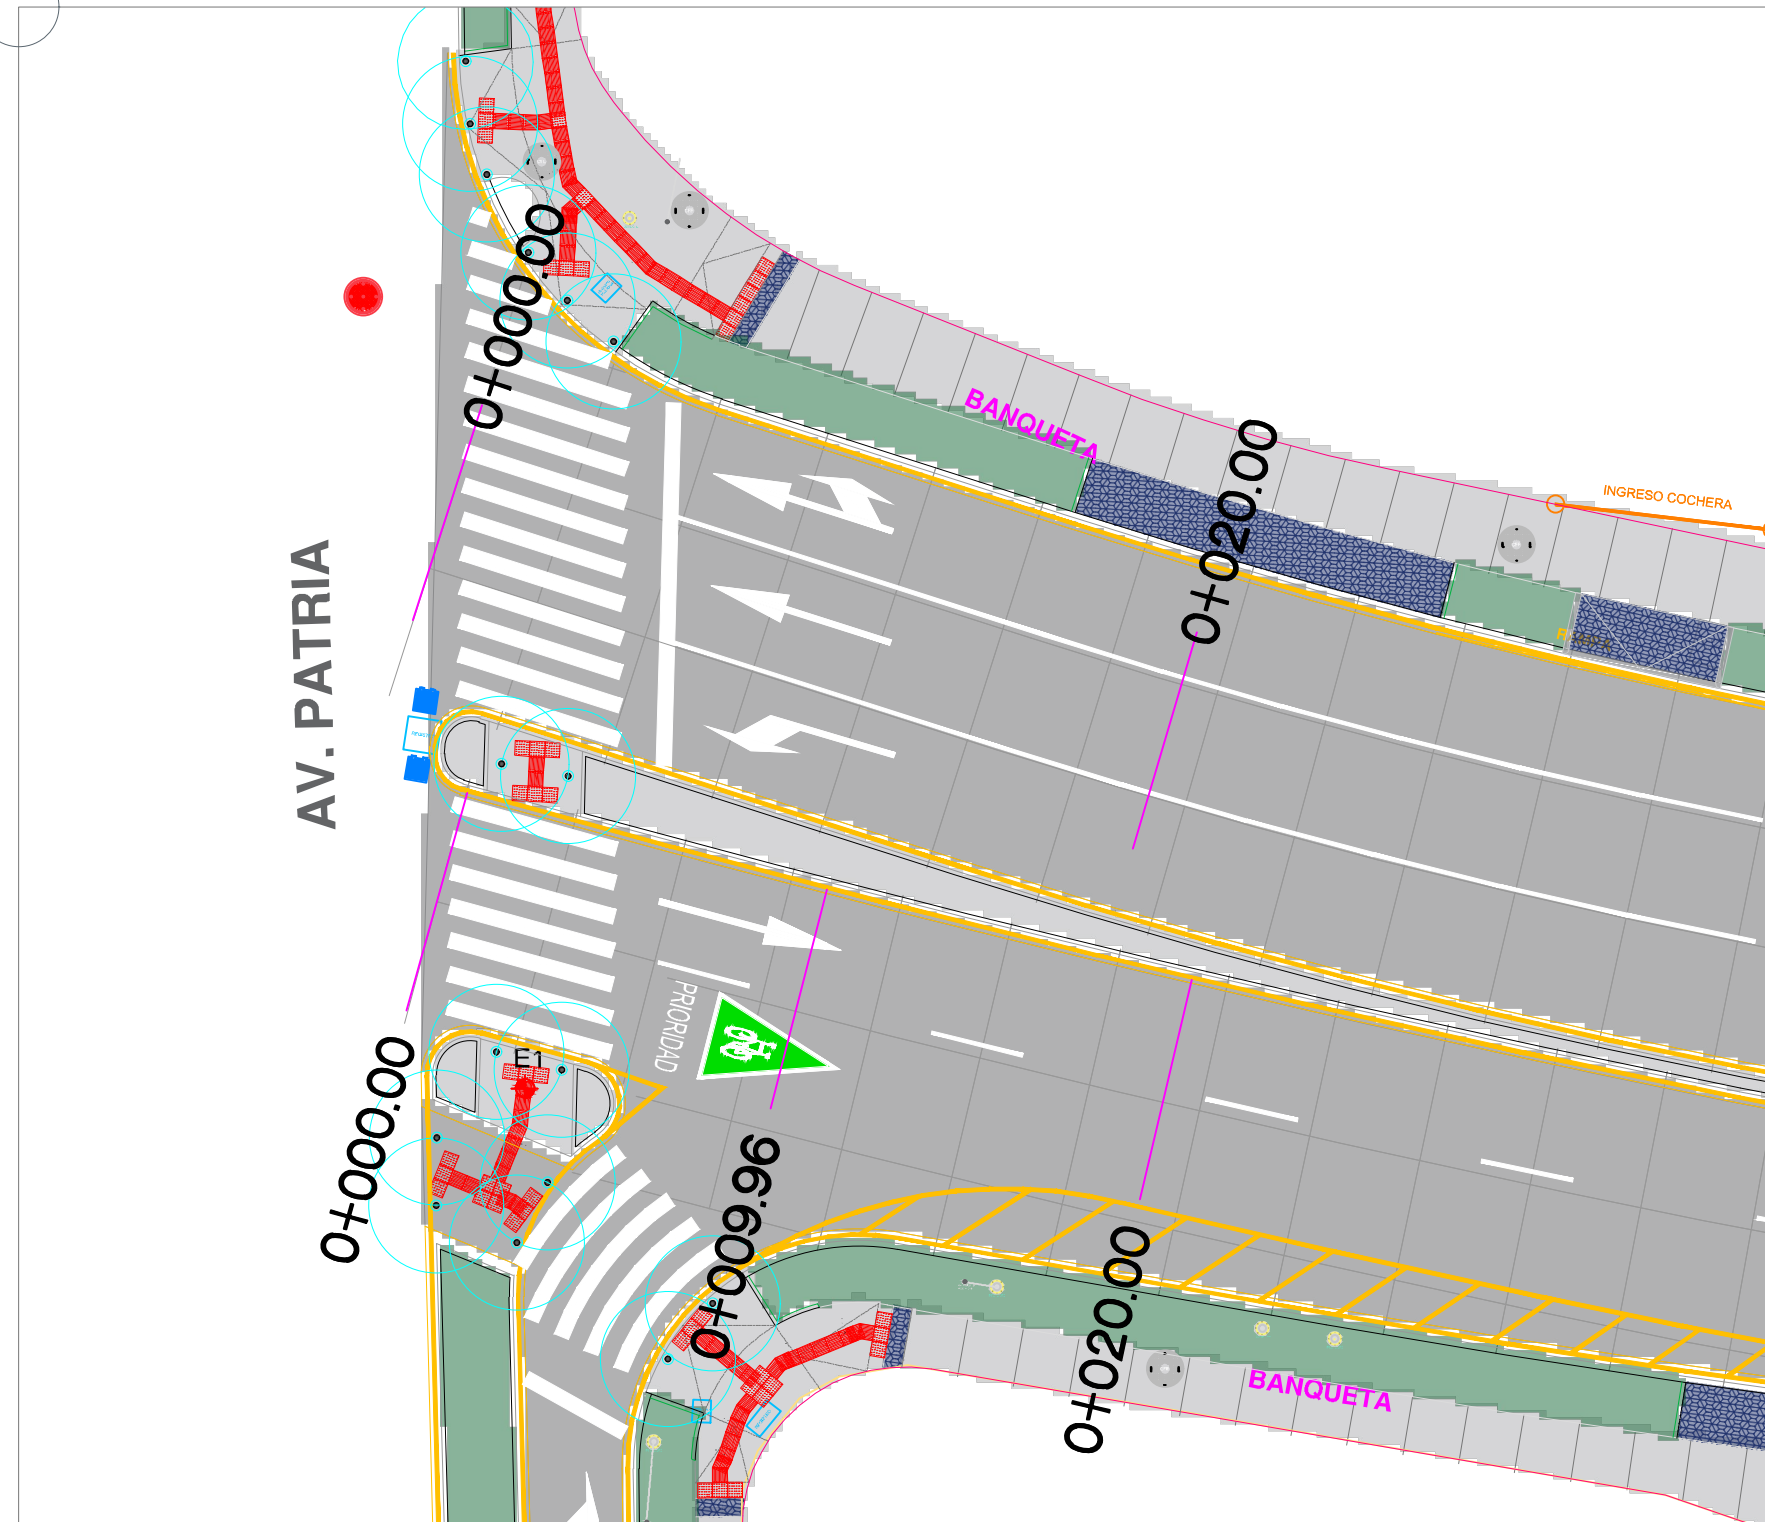 0+000.00
BANQUETA
0+020.00
INGRESO COCHERA
AV. PATRIA
PRIORIDAD
E1
0+000.00
0+009.96
0+020.00
BANQUETA